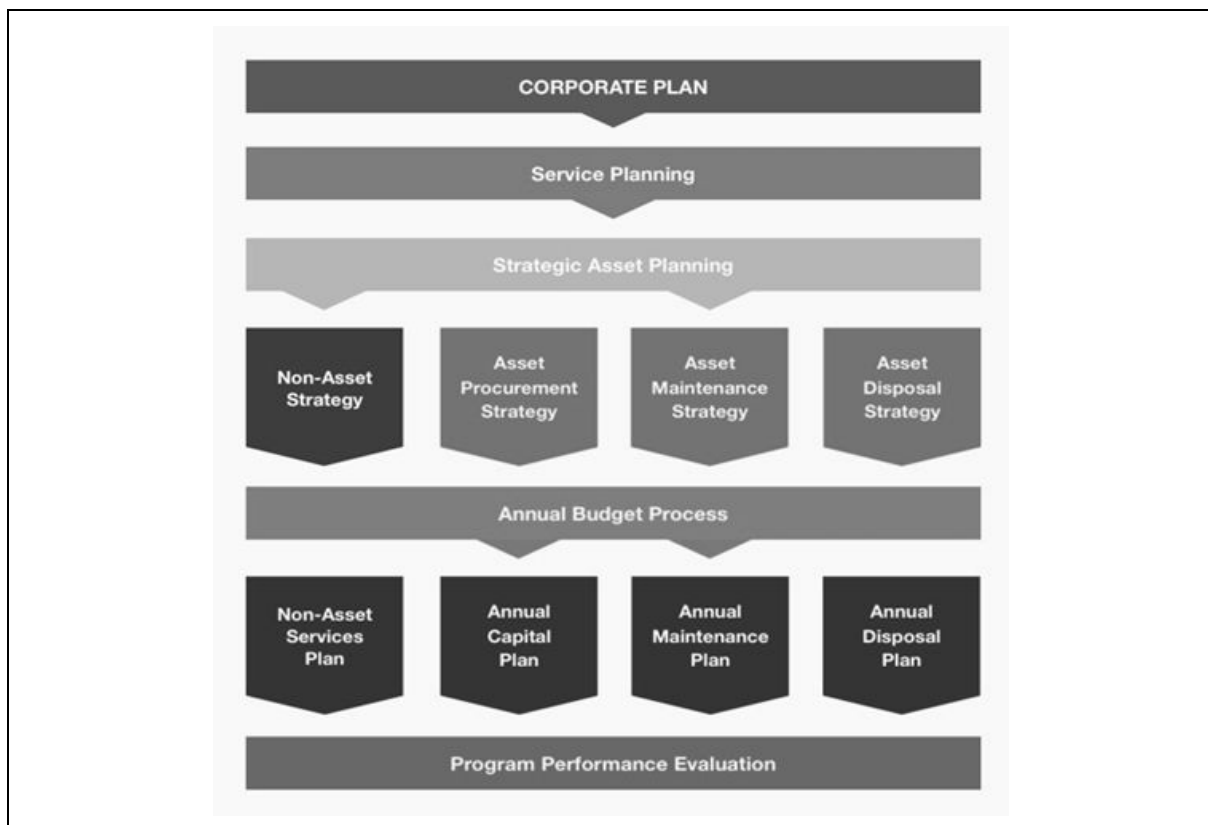 CORPORATE PLAN
Service Planning
Strategic Asset Planning
Non-Asset
Strategy
Asset
Procurement
Strategy
Asset
Maintenance
Strategy
Asset
Disposal
Strategy
Annual Budget Process
Non-Asset
Services
Plan
Annual
Capital
Plan
Annual
Maintenance
Plan
Annual
Disposal
Plan
Program Performance Evaluation